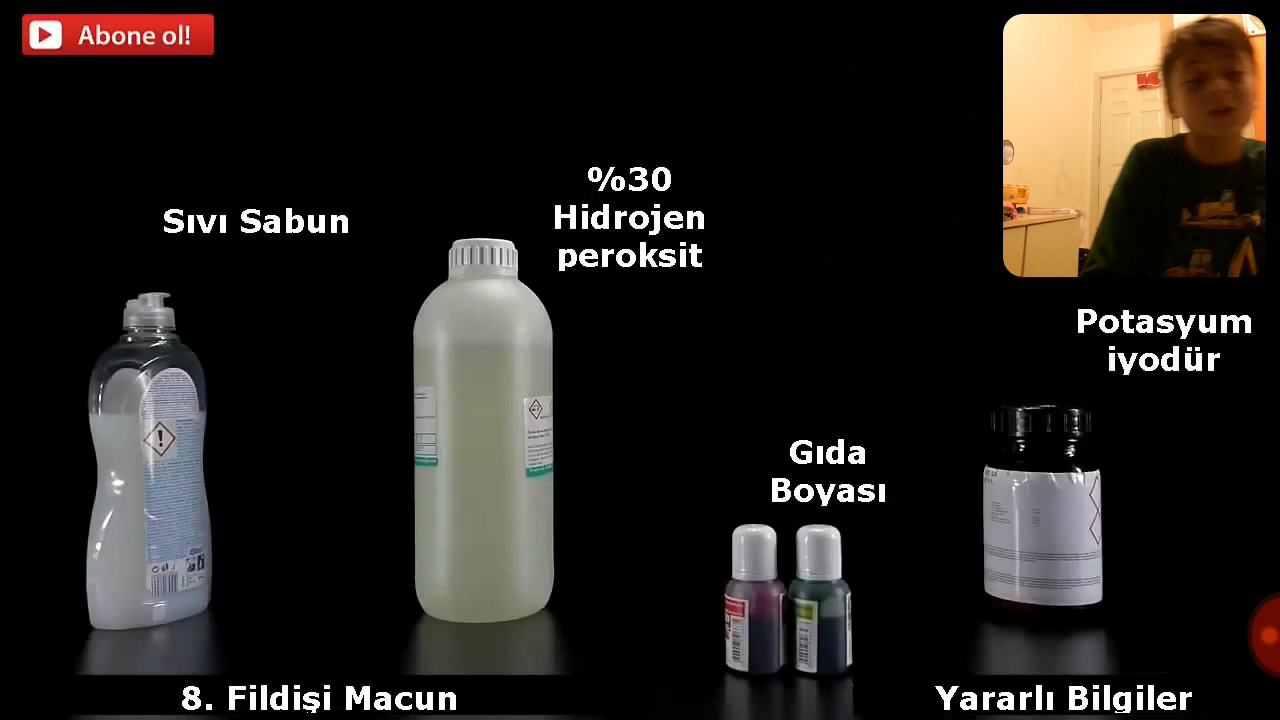 Abone ol!
%30
Hidrojen
peroksit
Sıvı Sabun
Potasyum
iyodür
Gıda
Boyası
8. Fildişi Macun
Yararlı Bilgiler